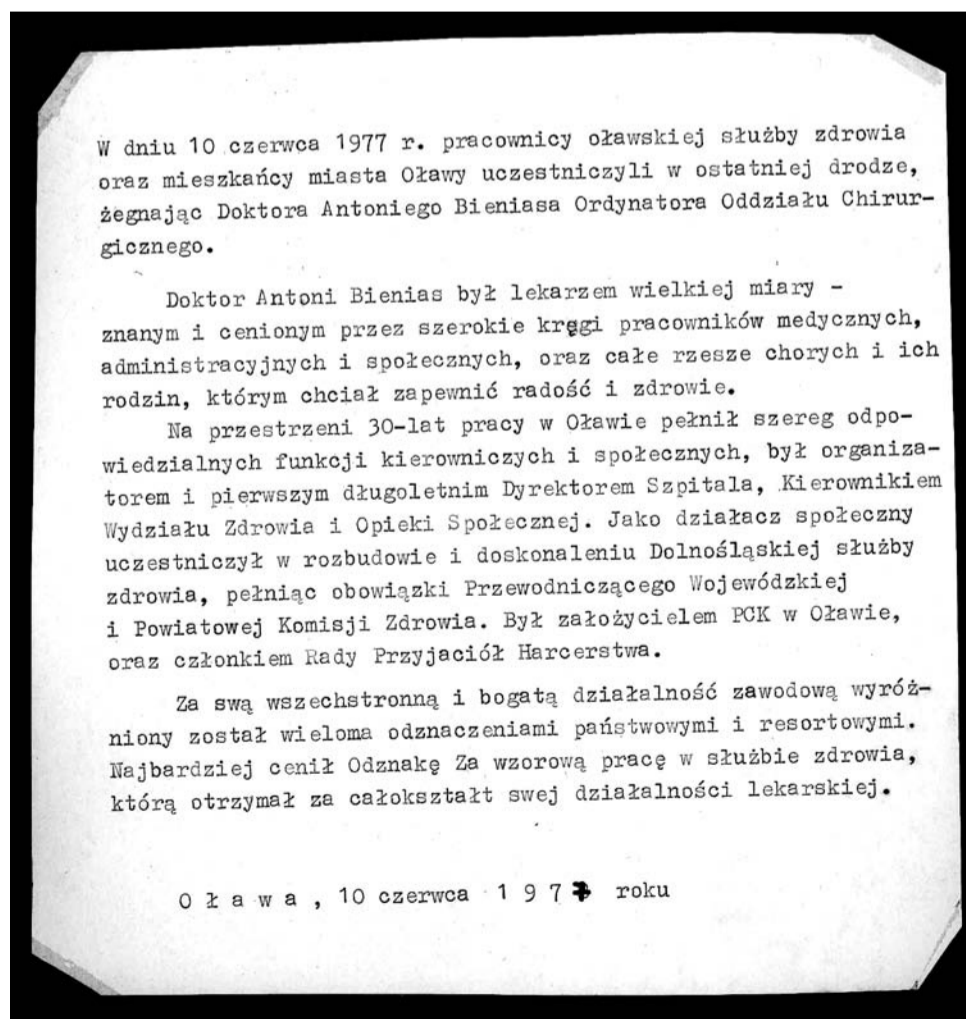 W dniu 10 czerwca 1977 r. pracownicy oławskiej służby zdrowia
oraz mieszkańcy miasta Oławy uczestniczyli w ostatniej drodze,
żegnając Doktora Antoniego Bieniasa Ordynatora Oddziału Chirur-
gicznego.
Doktor Antoni Bienias był lekarzem wielkiej miary -
znanym i cenionym przez szerokie kręgi pracowników medycznych,
administracyjnych i społecznych, oraz całe rzesze chorych i ich
rodzin, którym chciał zapewnić radość i zdrowie.
Na przestrzeni 30-lat pracy w Oławie pełnił szereg odpo-
wiedzialnych funkcji kierowniczych i społecznych, był organiza-
torem i pierwszym długoletnim Dyrektorem Szpitala, Kierownikiem
Wydziału Zdrowia i Opieki Społecznej. Jako działacz społeczny
uczestniczył w rozbudowie i doskonaleniu Dolnośląskiej służby
zdrowia, pełniąc obowiązki Przewodniczącego Wojewódzkiej
i Powiatowej Komisji Zdrowia. Był założycielem PCK w Oławie,
oraz członkiem Rady Przyjaciół Harcerstwa.
Za swą wszechstronną i bogatą działalność zawodową wyróż-
niony został wieloma odznaczeniami państwowymi i resortowymi.
Najbardziej cenił Odznakę Za wzorową pracę w służbie zdrowia,
którą otrzymał za całokształt swej działalności lekarskiej.
O ł a w a , 10 czerwca 1 9 7 7 roku